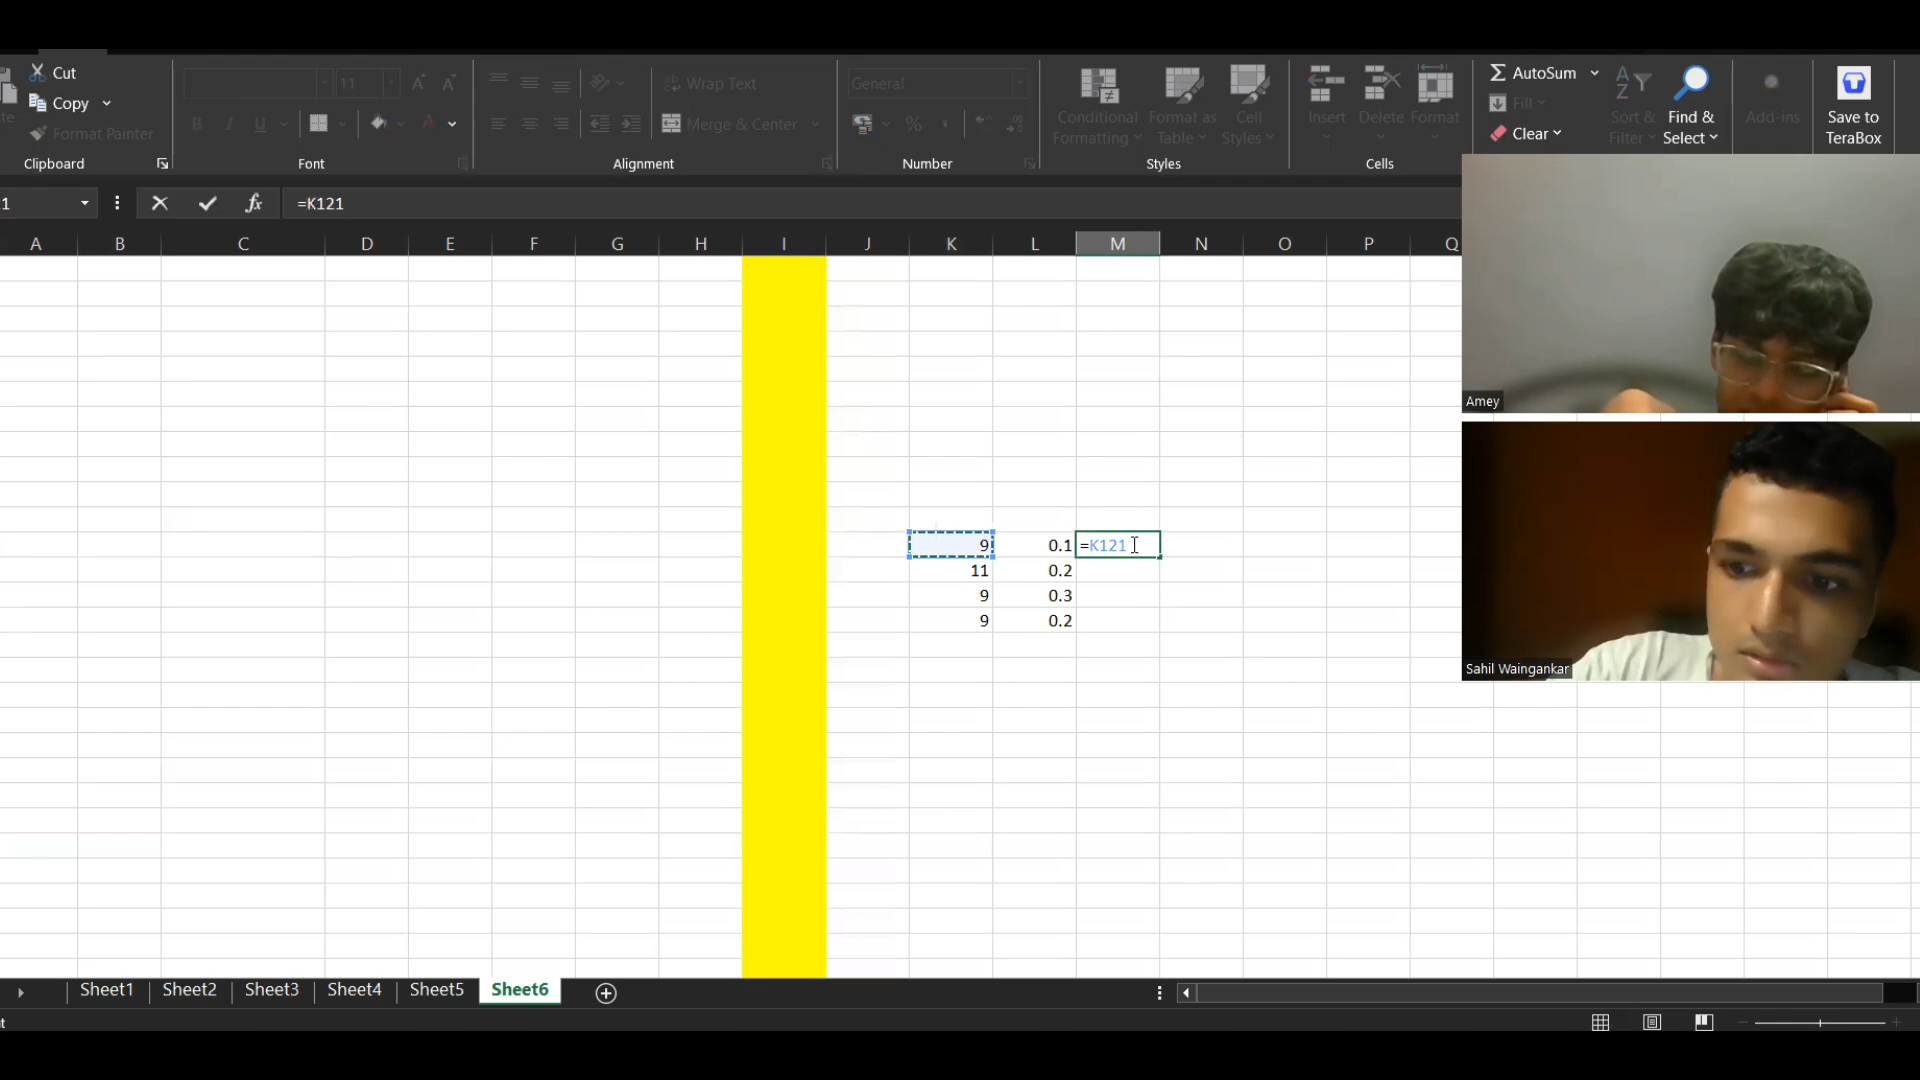 Cut
Copy
Format Painter
Clipboard
11
B I U
Font
Wrap Text
Merge & Center
Alignment
General
%
Number
Conditional Formatting
Format as Table
Cell Styles
Styles
Insert
Delete
Format
Cells
AutoSum
Fill
Clear
Sort & Filter
Find & Select
Add-ins
Save to TeraBox
1
fx
=K121
A B C D E F G H I J K L M N O P Q
9 0.1 =K121
11 0.2
9 0.3
9 0.2
Amey
Sahil Waingankar
Sheet1 Sheet2 Sheet3 Sheet4 Sheet5 Sheet6